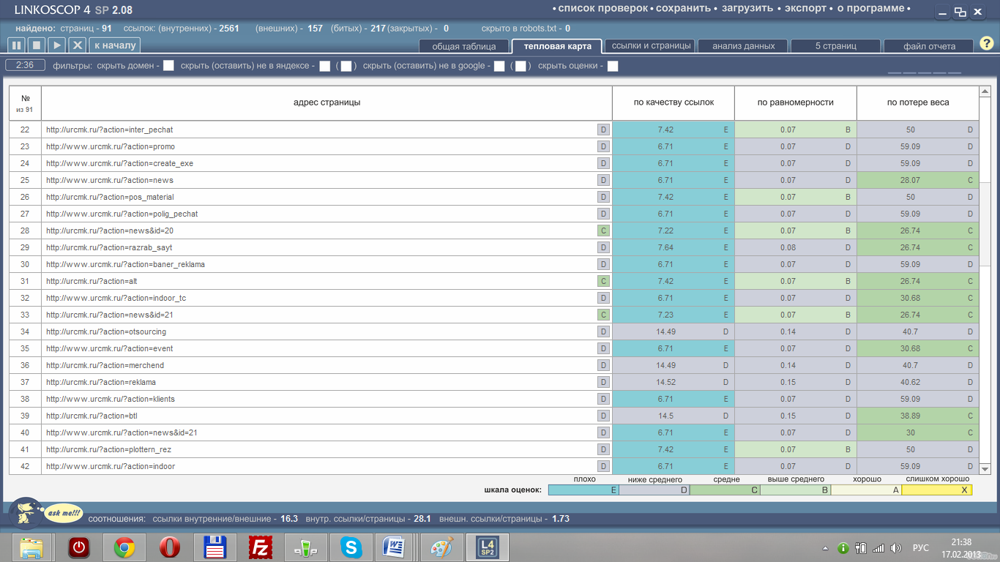 LINKOSCOP 4 SP 2.08
• список проверок • сохранить • загрузить • экспорт • о программе •
найдено: страниц - 91 ссылок: (внутренних) - 2561 (внешних) - 157 (битых) - 217 (закрытых) - 0 скрыто в robots.txt - 0
к началу
общая таблица тепловая карта ссылки и страницы анализ данных 5 страниц файл отчета ?
2:36 фильтры: скрыть домен - скрыть (оставить) не в яндексе - ( ) скрыть (оставить) не в google - ( ) скрыть оценки -
№ из 91 адрес страницы по качеству ссылок по равномерности по потере веса
22 http://urcmk.ru/?action=inter_pechat D 7.42 E 0.07 B 50 D
23 http://www.urcmk.ru/?action=promo D 6.71 E 0.07 D 59.09 D
24 http://www.urcmk.ru/?action=create_exe D 6.71 E 0.07 D 59.09 D
25 http://www.urcmk.ru/?action=news D 6.71 E 0.07 D 28.07 C
26 http://urcmk.ru/?action=pos_material D 7.42 E 0.07 B 50 D
27 http://www.urcmk.ru/?action=polig_pechat D 6.71 E 0.07 D 59.09 D
28 http://urcmk.ru/?action=news&id=20 C 7.22 E 0.07 B 26.74 C
29 http://urcmk.ru/?action=razrab_sayt D 7.64 E 0.08 D 26.74 C
30 http://www.urcmk.ru/?action=baner_reklama D 6.71 E 0.07 D 59.09 D
31 http://urcmk.ru/?action=alt C 7.42 E 0.07 B 26.74 C
32 http://www.urcmk.ru/?action=indoor_tc D 6.71 E 0.07 D 30.68 C
33 http://urcmk.ru/?action=news&id=21 C 7.23 E 0.07 B 26.74 C
34 http://urcmk.ru/?action=otsourcing D 14.49 D 0.14 D 40.7 D
35 http://www.urcmk.ru/?action=event D 6.71 E 0.07 D 30.68 C
36 http://urcmk.ru/?action=merchend D 14.49 D 0.14 D 40.7 D
37 http://urcmk.ru/?action=reklama D 14.52 D 0.15 D 40.62 D
38 http://www.urcmk.ru/?action=klients D 6.71 E 0.07 D 59.09 D
39 http://urcmk.ru/?action=btl D 14.5 D 0.15 D 38.89 C
40 http://www.urcmk.ru/?action=news&id=21 D 6.71 E 0.07 D 30 C
41 http://urcmk.ru/?action=plottern_rez D 7.42 E 0.07 B 50 D
42 http://www.urcmk.ru/?action=indoor D 6.71 E 0.07 D 59.09 D
плохо ниже среднего средне выше среднего хорошо слишком хорошо
шкала оценок: E D C B A X
ask me!!!
соотношения: ссылки внутренние/внешние - 16.3 внутр. ссылки/страницы - 28.1 внешн. ссылки/страницы - 1.73
L4 SP2
РУС
21:38
17.02.2013